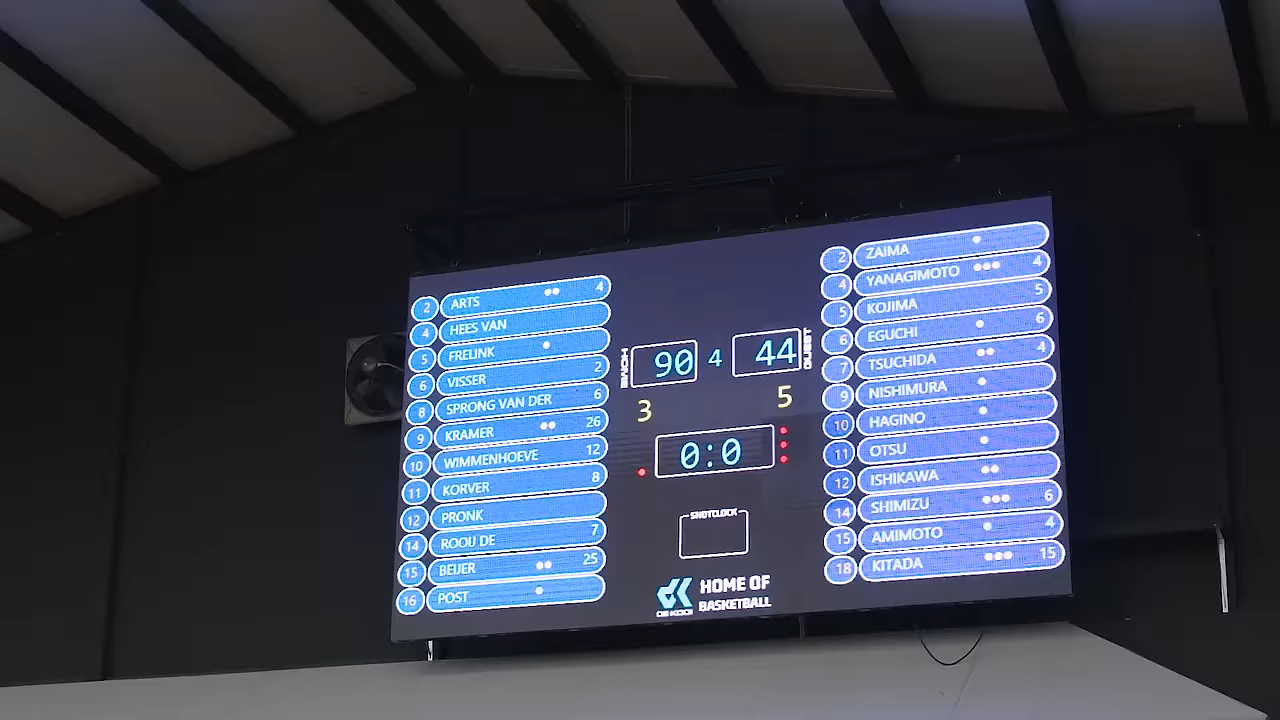 2 ARTS 4
4 HEES VAN
5 FRELINK
6 VISSER 2
8 SPRONG VAN DER 6
9 KRAMER 26
10 WIMMENHOEVE 12
11 KORVER 8
12 PRONK
14 ROOIJ DE 7
15 BEIJER 25
16 POST
90 4 44
GUEST
3 5
0:0
SHOTCLOCK
DE KOOI
HOME OF
BASKETBALL
2 ZAIMA
4 YANAGIMOTO 4
5 KOJIMA 5
6 EGUCHI 6
7 TSUCHIDA 4
9 NISHIMURA
10 HAGINO
11 OTSU
12 ISHIKAWA
14 SHIMIZU 6
15 AMIMOTO 4
18 KITADA 15